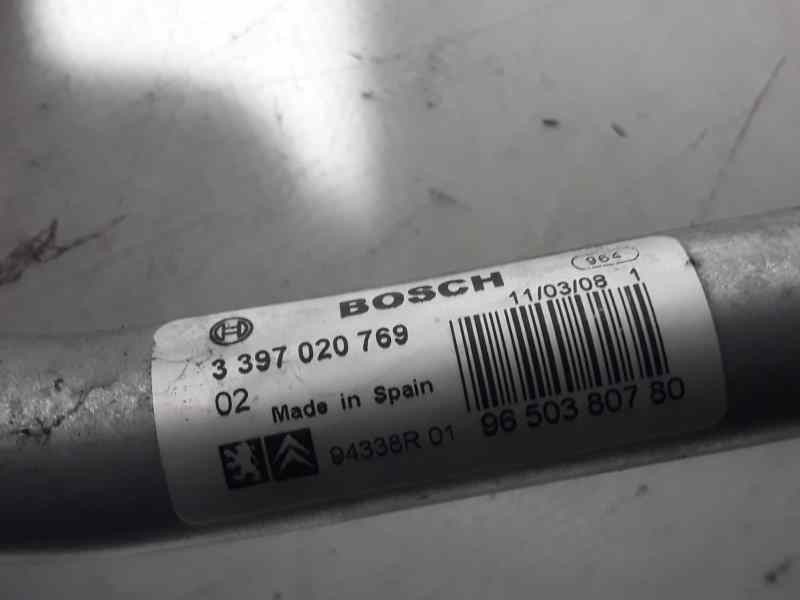 BOSCH
964
11/03/08 1
3 397 020 769
02 Made in Spain
94338R 01
96 503 807 80